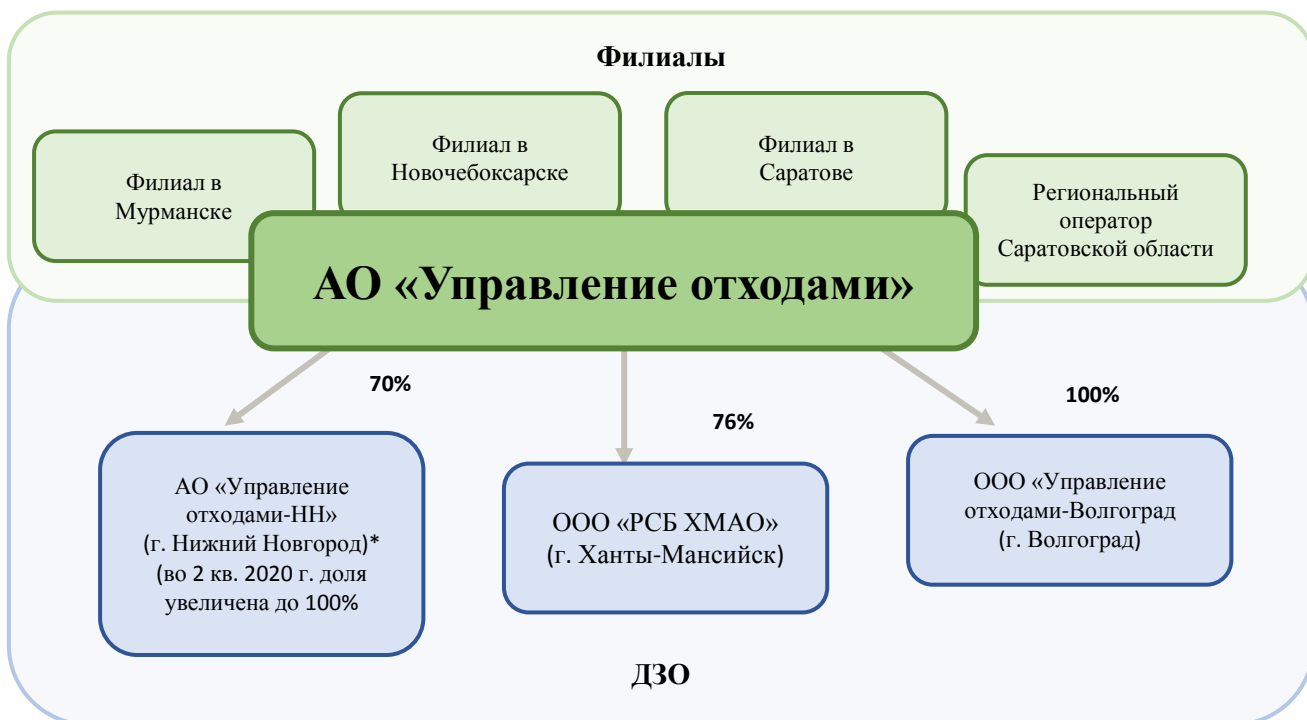 Филиалы
Филиал в
Мурманске
Филиал в
Новочебоксарске
Филиал в
Саратове
Региональный
оператор
Саратовской области
АО «Управление отходами»
70%
76%
100%
АО «Управление
отходами-НН»
(г. Нижний Новгород)*
(во 2 кв. 2020 г. доля
увеличена до 100%
ООО «РСБ ХМАО»
(г. Ханты-Мансийск)
ООО «Управление
отходами-Волгоград
(г. Волгоград)
ДЗО